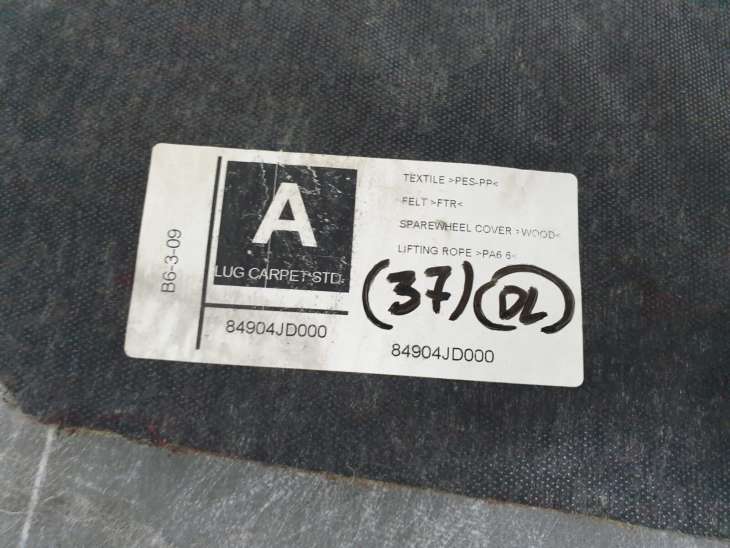 B6-3-09
A
LUG CARPET STD.
84904JD000
TEXTILE >PES-PP<
FELT >FTR<
SPAREWHEEL COVER >WOOD<
LIFTING ROPE >PA6 6<
(37) DL
84904JD000